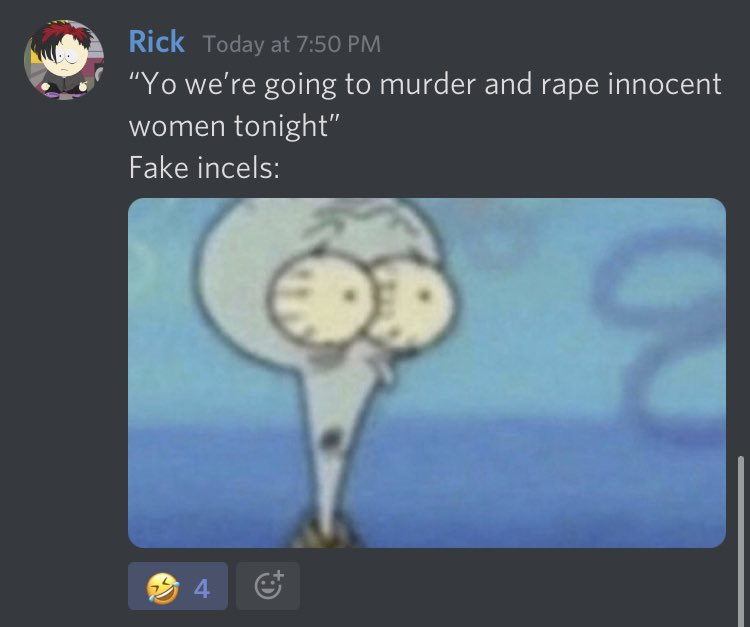 Rick Today at 7:50 PM
“Yo we’re going to murder and rape innocent
women tonight”
Fake incels:
4